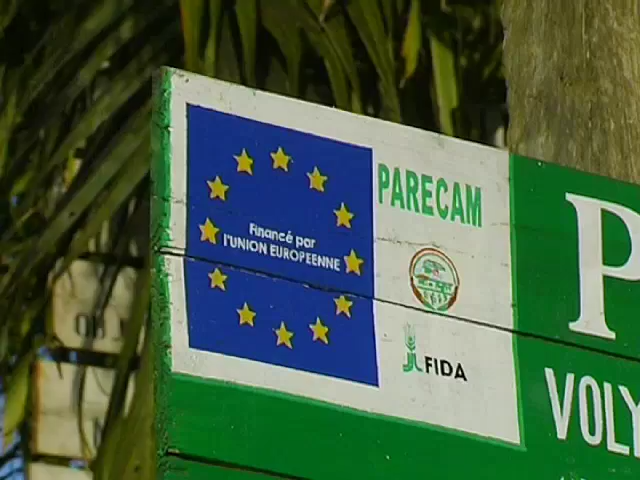 Financé par
l'UNION EUROPEENNE
PARECAM
FIDA
P
VOLY